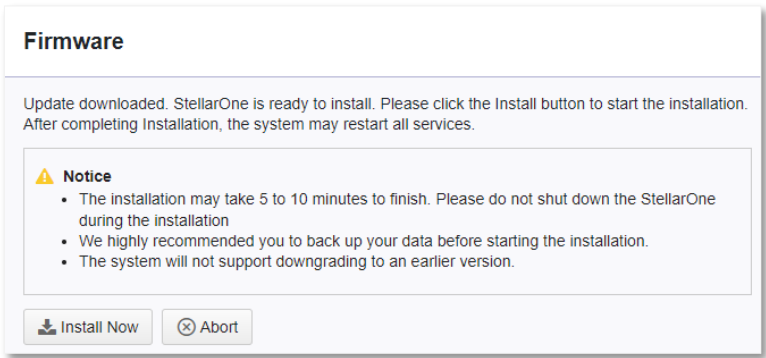 Firmware
Update downloaded. StellarOne is ready to install. Please click the Install button to start the installation.
After completing Installation, the system may restart all services.
Notice
• The installation may take 5 to 10 minutes to finish. Please do not shut down the StellarOne
during the installation
• We highly recommended you to back up your data before starting the installation.
• The system will not support downgrading to an earlier version.
Install Now Abort